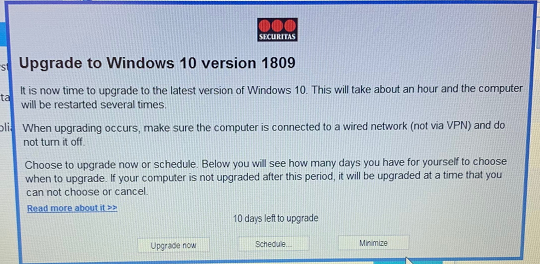 SECURITAS
Upgrade to Windows 10 version 1809
It is now time to upgrade to the latest version of Windows 10. This will take about an hour and the computer
will be restarted several times.
When upgrading occurs, make sure the computer is connected to a wired network (not via VPN) and do
not turn it off.
Choose to upgrade now or schedule. Below you will see how many days you have for yourself to choose
when to upgrade. If your computer is not upgraded after this period, it will be upgraded at a time that you
can not choose or cancel.
Read more about it >>
10 days left to upgrade
Upgrade now Schedule... Minimize